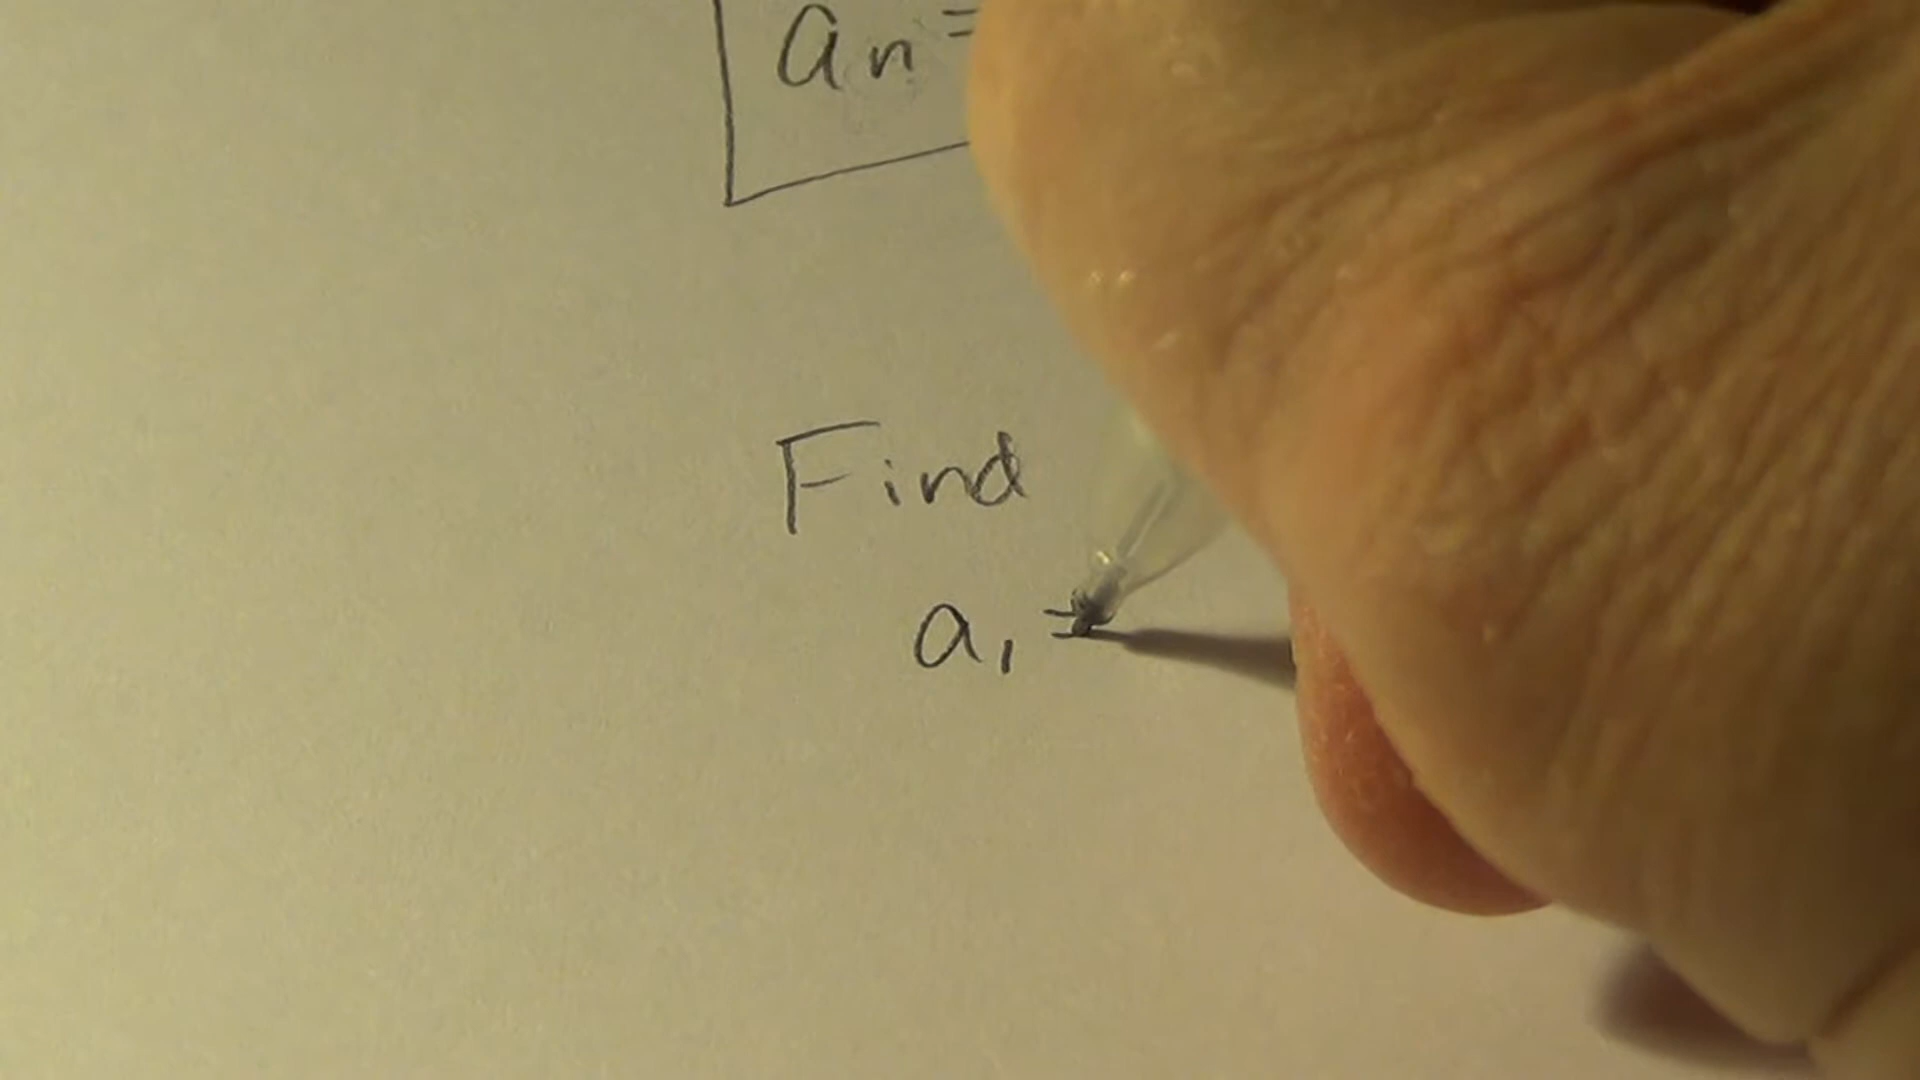 an =
Find
a1 =